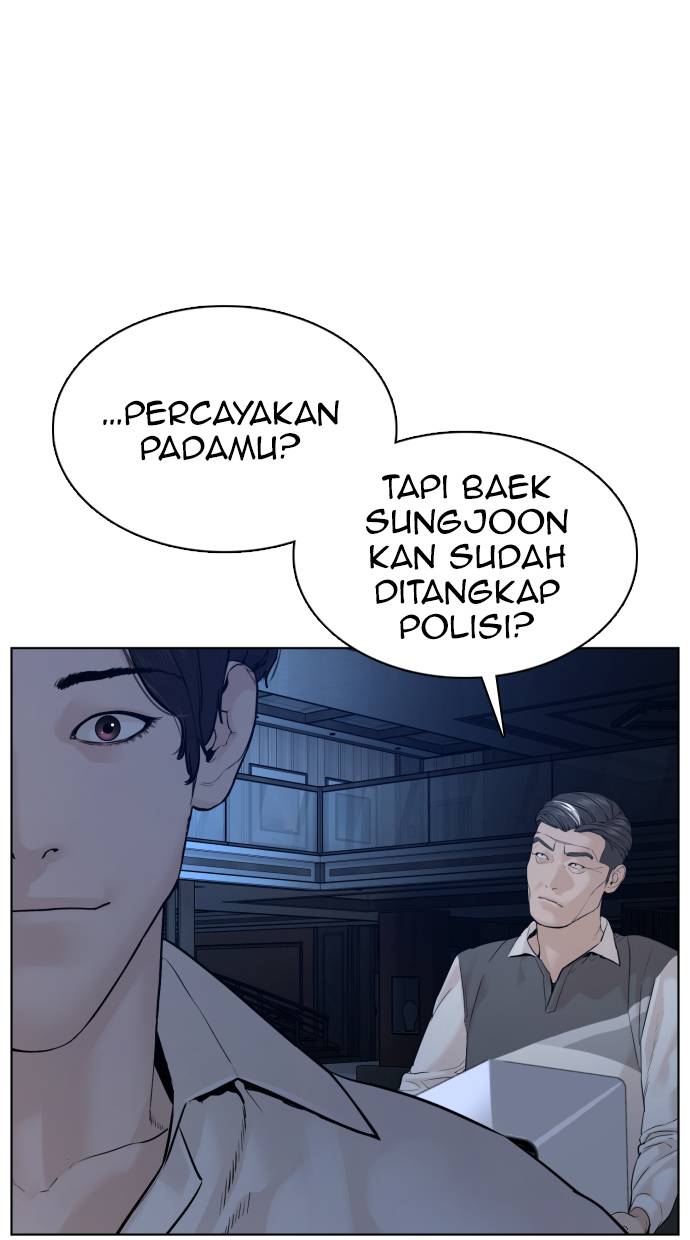 ...PERCAYAKAN
PADAMU?
TAPI BAEK
SUNGJOON
KAN SUDAH
DITANGKAP
POLISI?